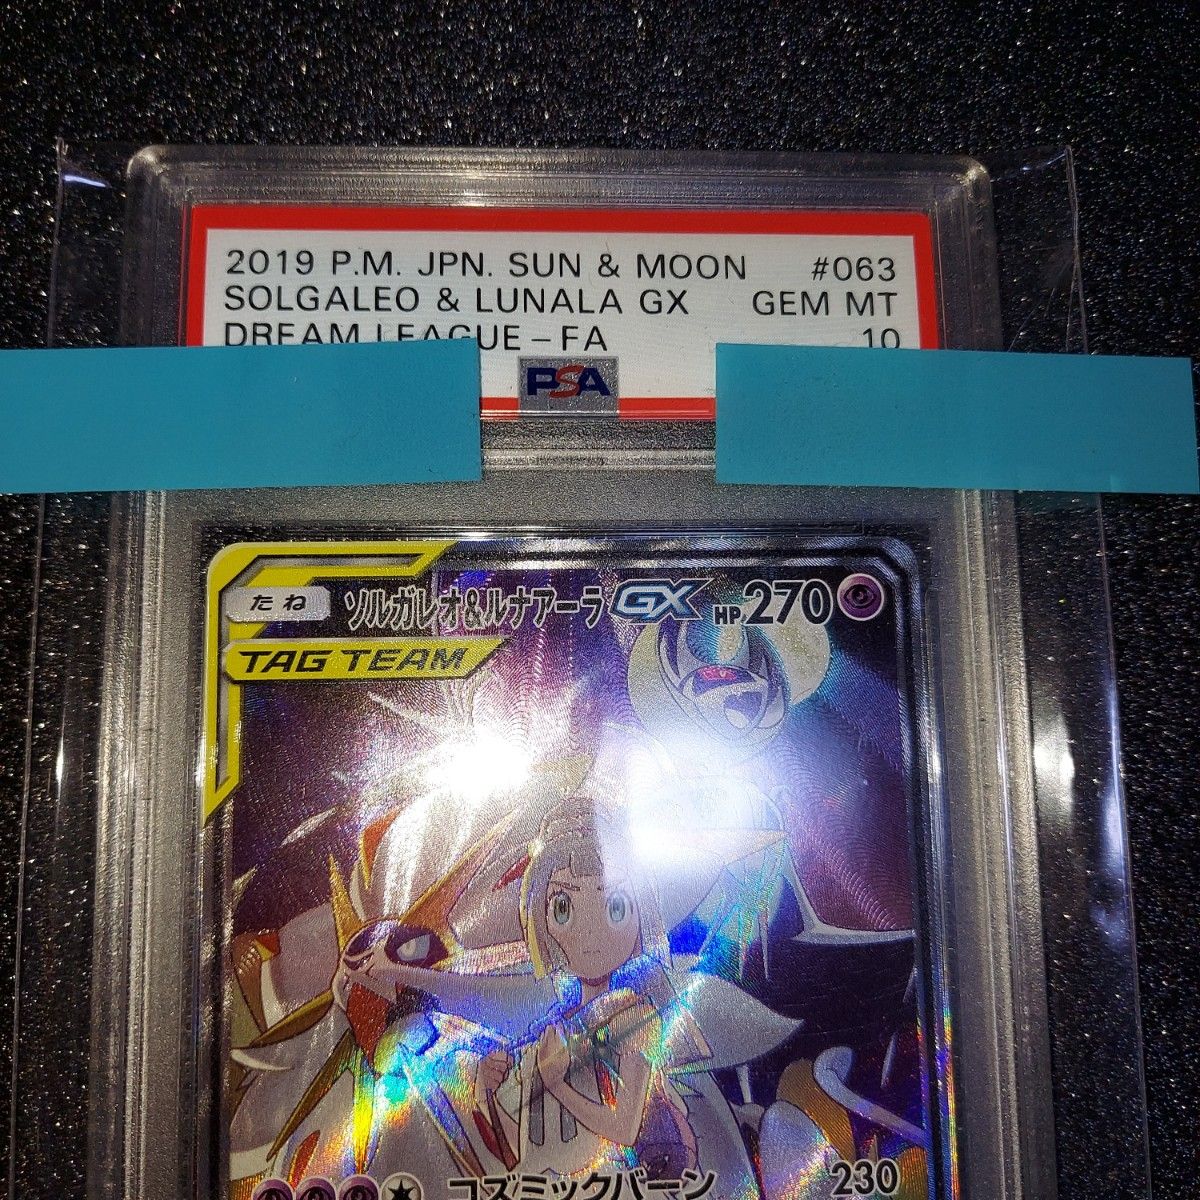 2019 P.M. JPN. SUN & MOON #063
SOLGALEO & LUNALA GX GEM MT
DREAM LEAGUE - FA 10
PSA
たね ソルガレオ&ルナアーラ GX HP 270
TAG TEAM
コズミックバーン 230